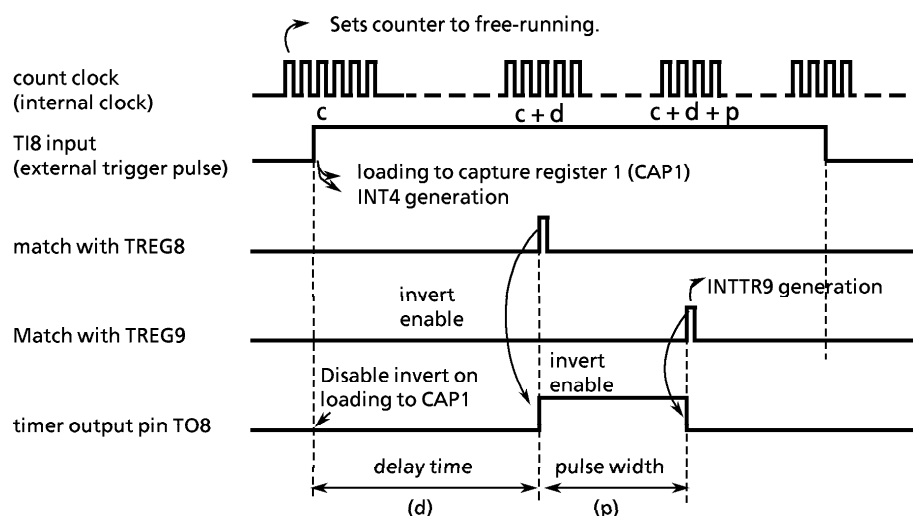 Sets counter to free-running.
count clock
(internal clock)
c
c + d
c + d + p
TI8 input
(external trigger pulse)
loading to capture register 1 (CAP1)
INT4 generation
match with TREG8
INTTR9 generation
invert
enable
Match with TREG9
invert
enable
Disable invert on
loading to CAP1
timer output pin TO8
delay time
pulse width
(d)
(p)